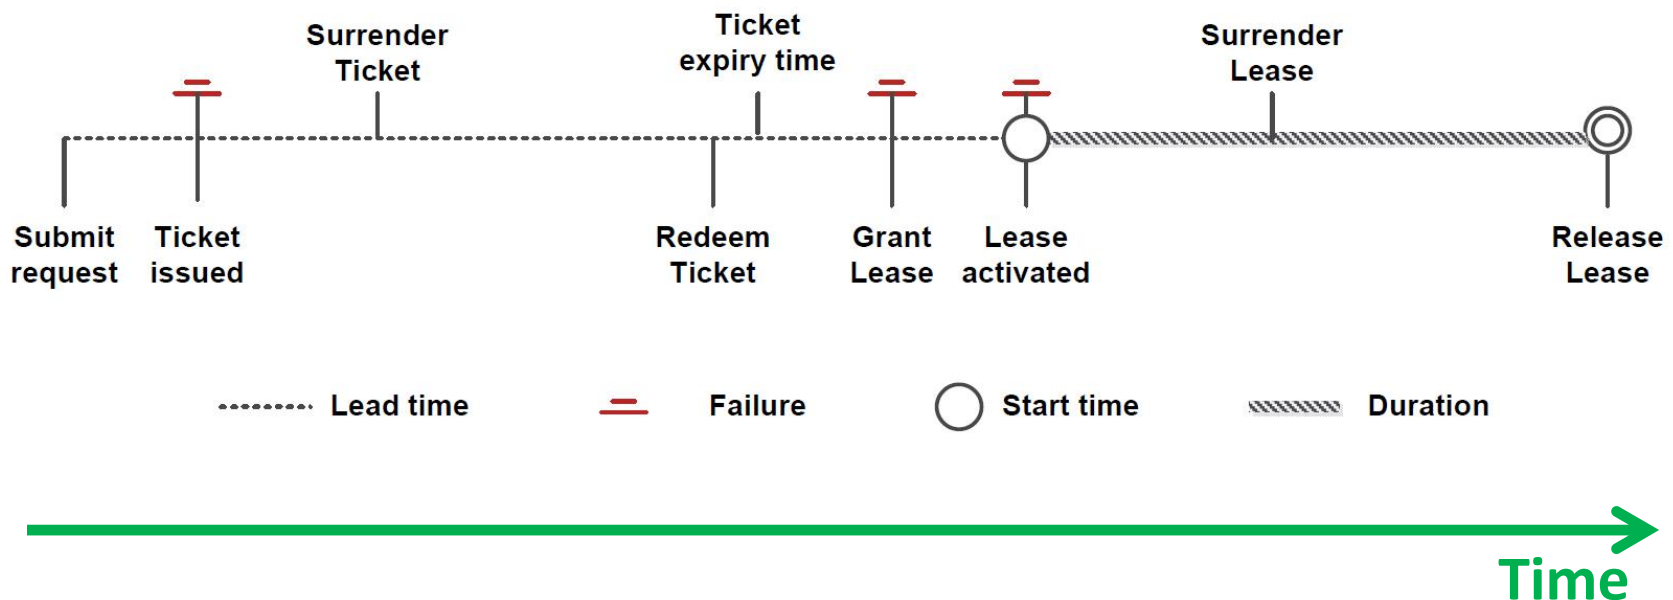 Surrender
Ticket
Ticket
expiry time
Surrender
Lease
Submit
request
Ticket
issued
Redeem
Ticket
Grant
Lease
Lease
activated
Release
Lease
Lead time
Failure
Start time
Duration
Time